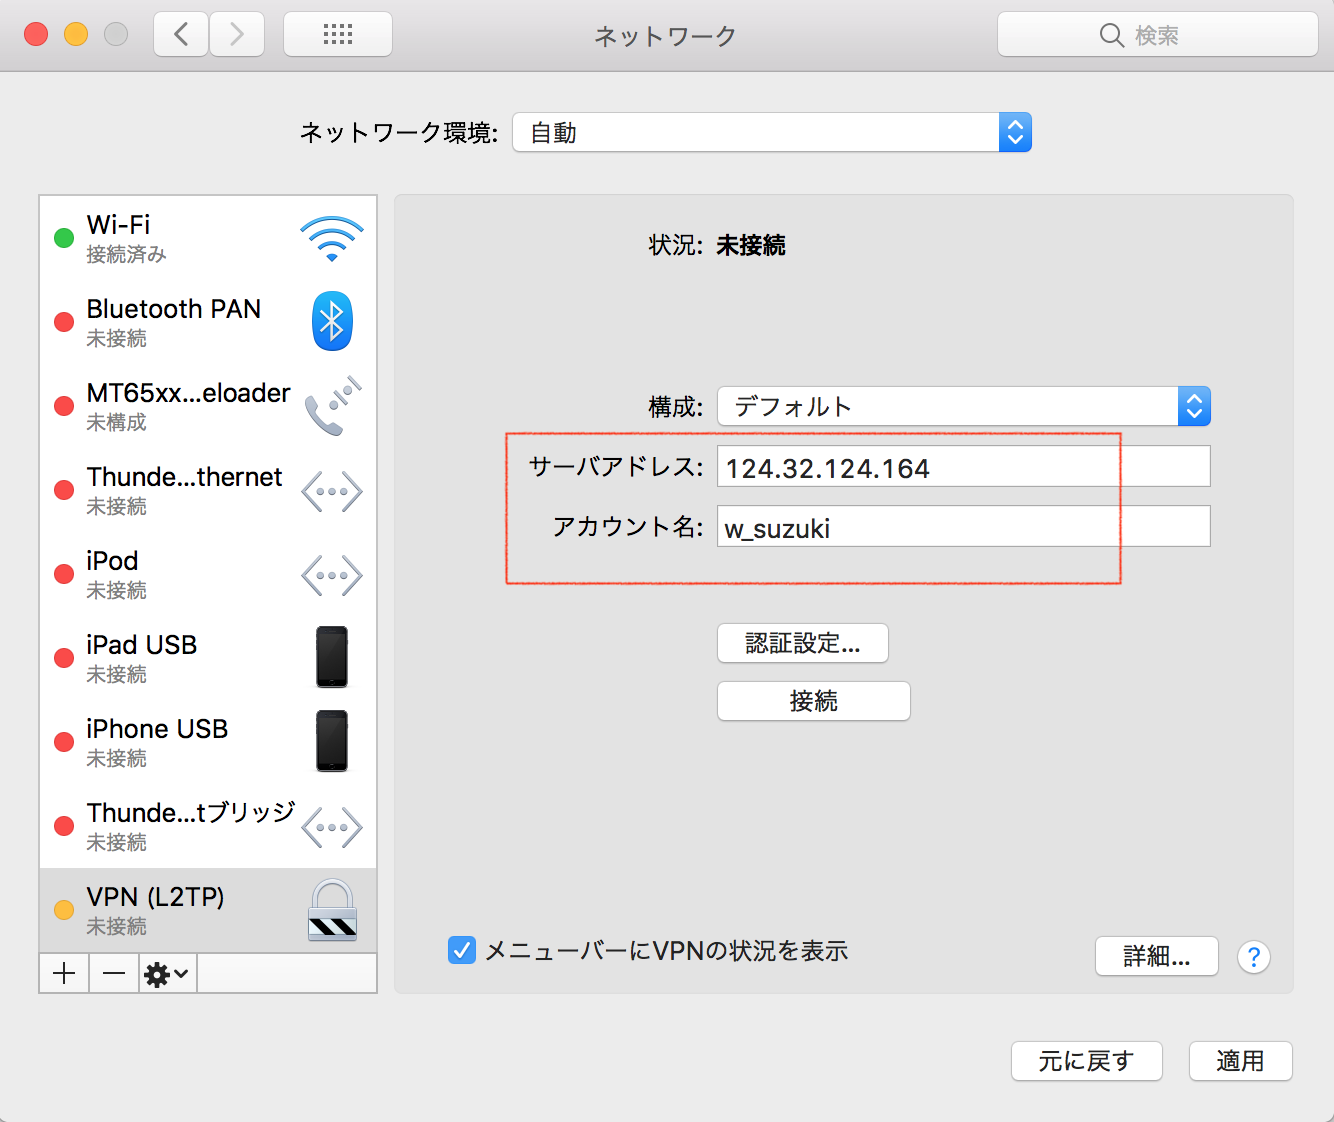 ネットワーク
検索
ネットワーク環境: 自動
Wi-Fi
接続済み
Bluetooth PAN
未接続
MT65xx...eloader
未構成
Thunde...thernet
未接続
iPod
未接続
iPad USB
未接続
iPhone USB
未接続
Thunde...tブリッジ
未接続
VPN (L2TP)
未接続
状況: 未接続
構成: デフォルト
サーバアドレス: 124.32.124.164
アカウント名: w_suzuki
認証設定...
接続
メニューバーにVPNの状況を表示
詳細...
?
元に戻す
適用